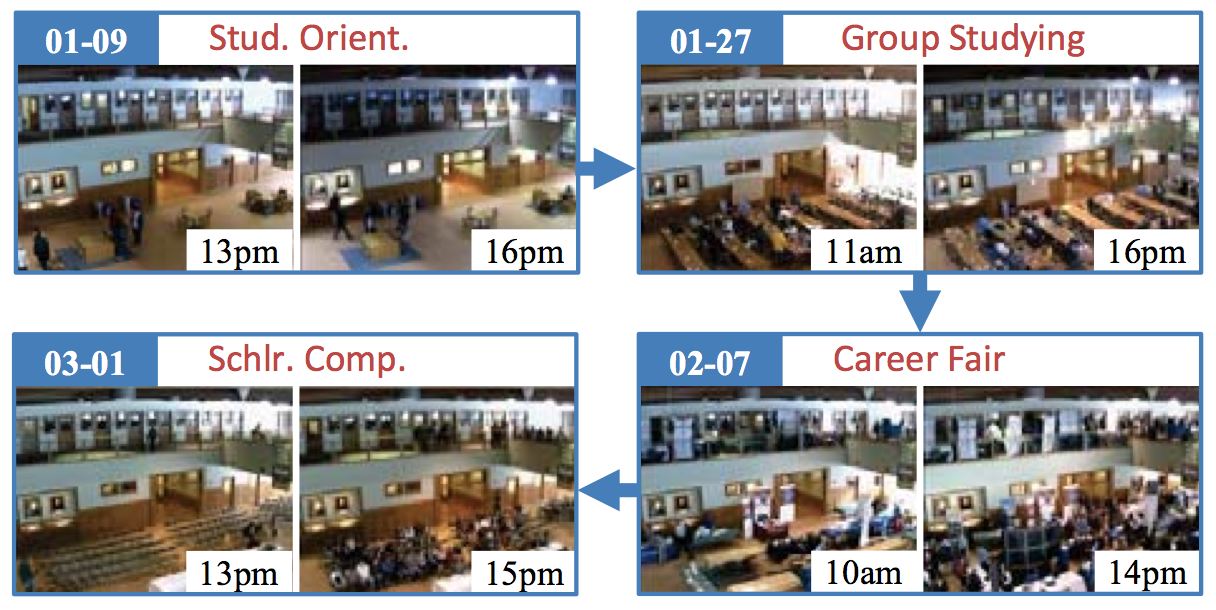 01-09 Stud. Orient.
13pm 16pm
01-27 Group Studying
11am 16pm
03-01 Schlr. Comp.
13pm 15pm
02-07 Career Fair
10am 14pm